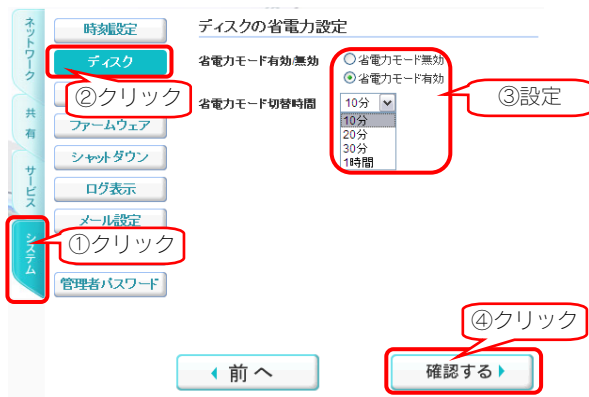 ネットワーク
共有
サービス
システム
時刻設定
ディスク
ファームウェア
シャットダウン
ログ表示
メール設定
管理者パスワード
①クリック
②クリック
ディスクの省電力設定
省電力モード有効/無効
省電力モード無効
省電力モード有効
省電力モード切替時間
10分
10分
20分
30分
1時間
③設定
④クリック
前へ
確認する